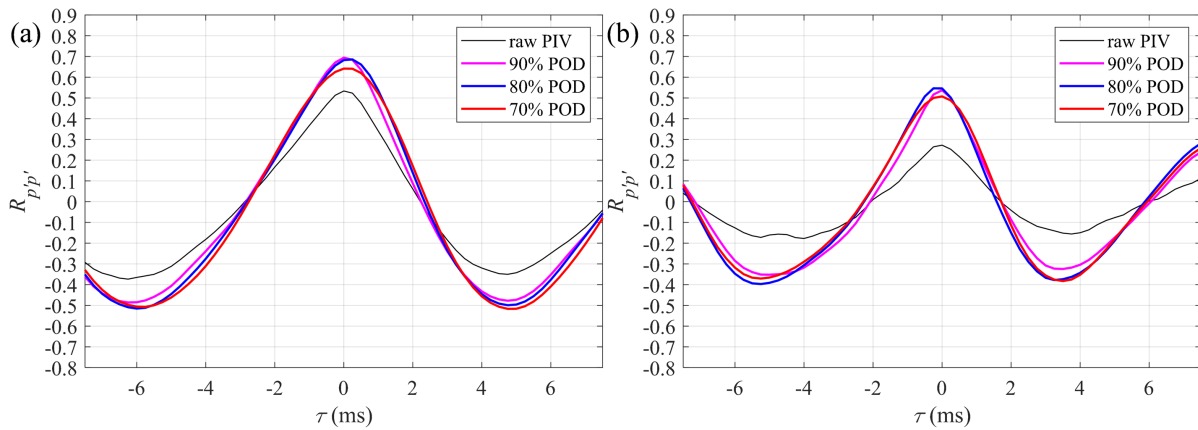 (a)
0.9
0.8
0.7
0.6
0.5
0.4
0.3
0.2
0.1
0
-0.1
-0.2
-0.3
-0.4
-0.5
-0.6
-0.7
-0.8
R p'p'
-6 -4 -2 0 2 4 6
τ (ms)
raw PIV
90% POD
80% POD
70% POD
(b)
0.9
0.8
0.7
0.6
0.5
0.4
0.3
0.2
0.1
0
-0.1
-0.2
-0.3
-0.4
-0.5
-0.6
-0.7
-0.8
R p'p'
-6 -4 -2 0 2 4 6
τ (ms)
raw PIV
90% POD
80% POD
70% POD